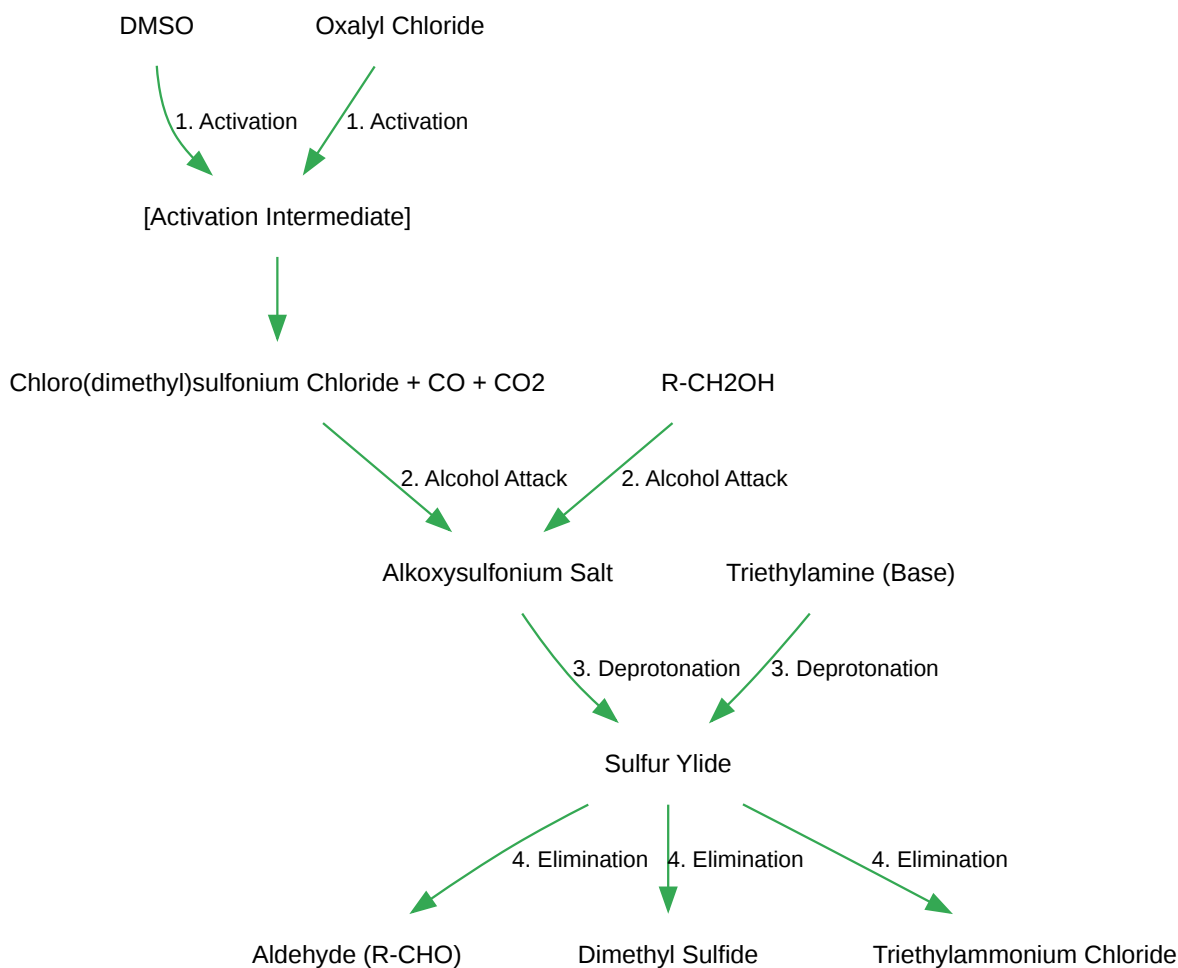 DMSO
Oxalyl Chloride
1. Activation
1. Activation
[Activation Intermediate]
Chloro(dimethyl)sulfonium Chloride + CO + CO2
R-CH2OH
2. Alcohol Attack
2. Alcohol Attack
Alkoxysulfonium Salt
Triethylamine (Base)
3. Deprotonation
3. Deprotonation
Sulfur Ylide
4. Elimination
4. Elimination
4. Elimination
Aldehyde (R-CHO)
Dimethyl Sulfide
Triethylammonium Chloride